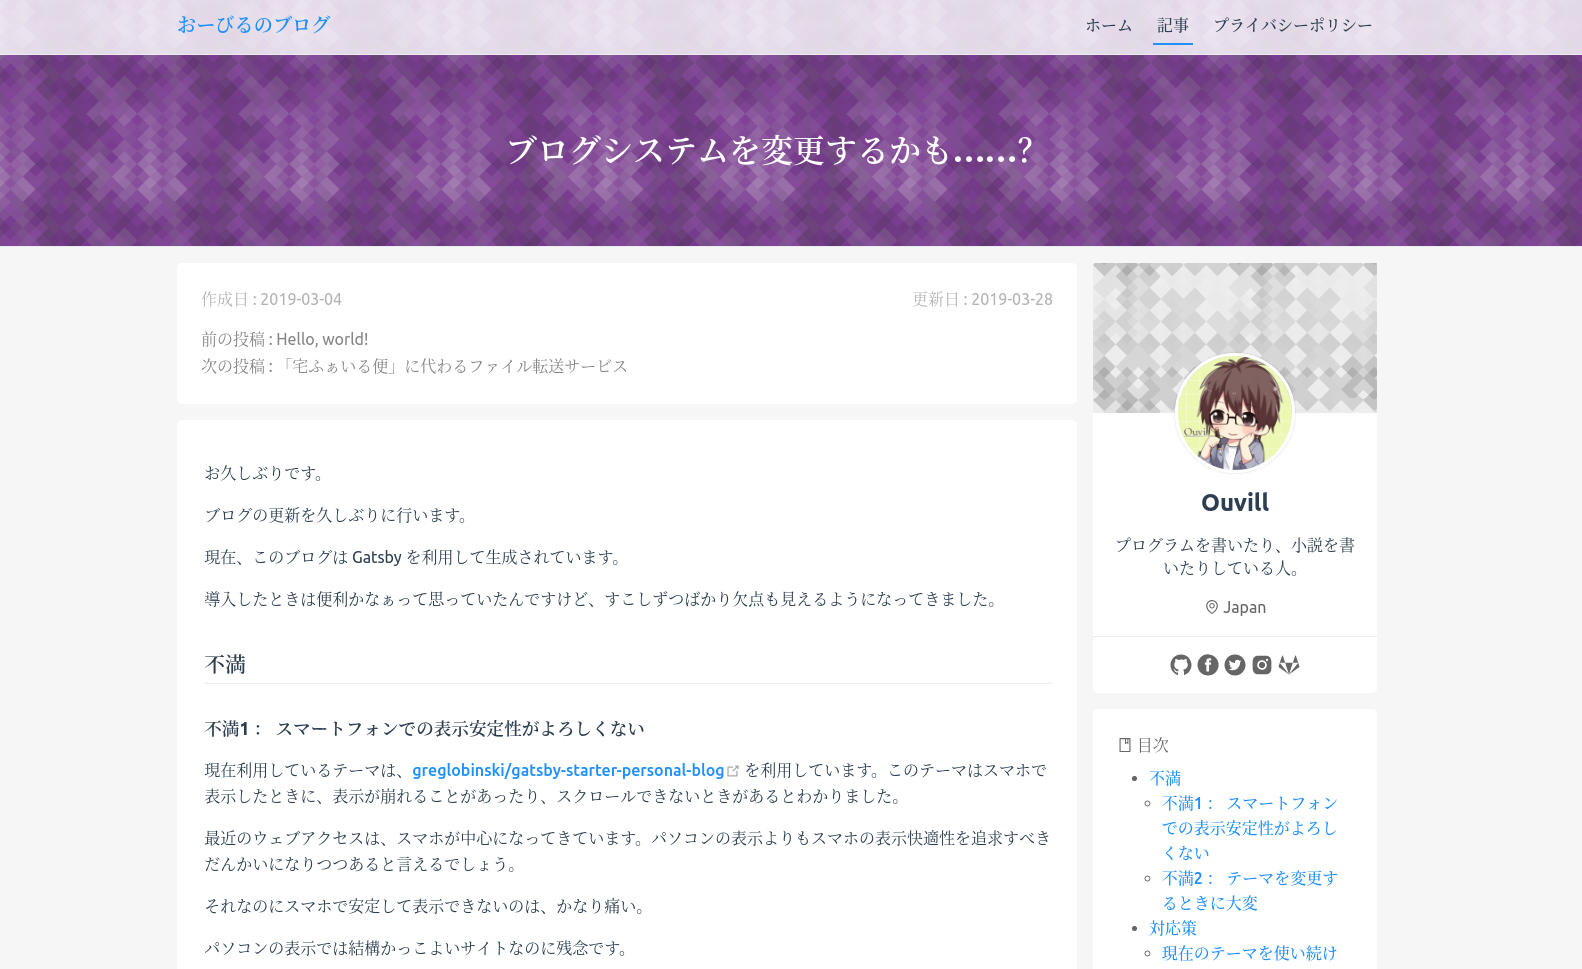 おーびるのブログ
ホーム 記事 プライバシーポリシー
ブログシステムを変更するかも……?
作成日 : 2019-03-04
更新日 : 2019-03-28
前の投稿 : Hello, world!
次の投稿 : 「宅ふぁいる便」に代わるファイル転送サービス
お久しぶりです。
ブログの更新を久しぶりに行います。
現在、このブログは Gatsby を利用して生成されています。
導入したときは便利かなぁって思っていたんですけど、すこしずつばかり欠点も見えるようになってきました。
不満
不満1： スマートフォンでの表示安定性がよろしくない
現在利用しているテーマは、greglobinski/gatsby-starter-personal-blog を利用しています。このテーマはスマホで
表示したときに、表示が崩れることがあったり、スクロールできないときがあるとわかりました。
最近のウェブアクセスは、スマホが中心になってきています。パソコンの表示よりもスマホの表示快適性を追求すべき
だんかいになりつつあると言えるでしょう。
それなのにスマホで安定して表示できないのは、かなり痛い。
パソコンの表示では結構かっこよいサイトなのに残念です。
Ouvill
Ouvill
プログラムを書いたり、小説を書
いたりしている人。
Japan
目次
不満
不満1： スマートフォン
での表示安定性がよろし
くない
不満2： テーマを変更す
るときに大変
対応策
現在のテーマを使い続け